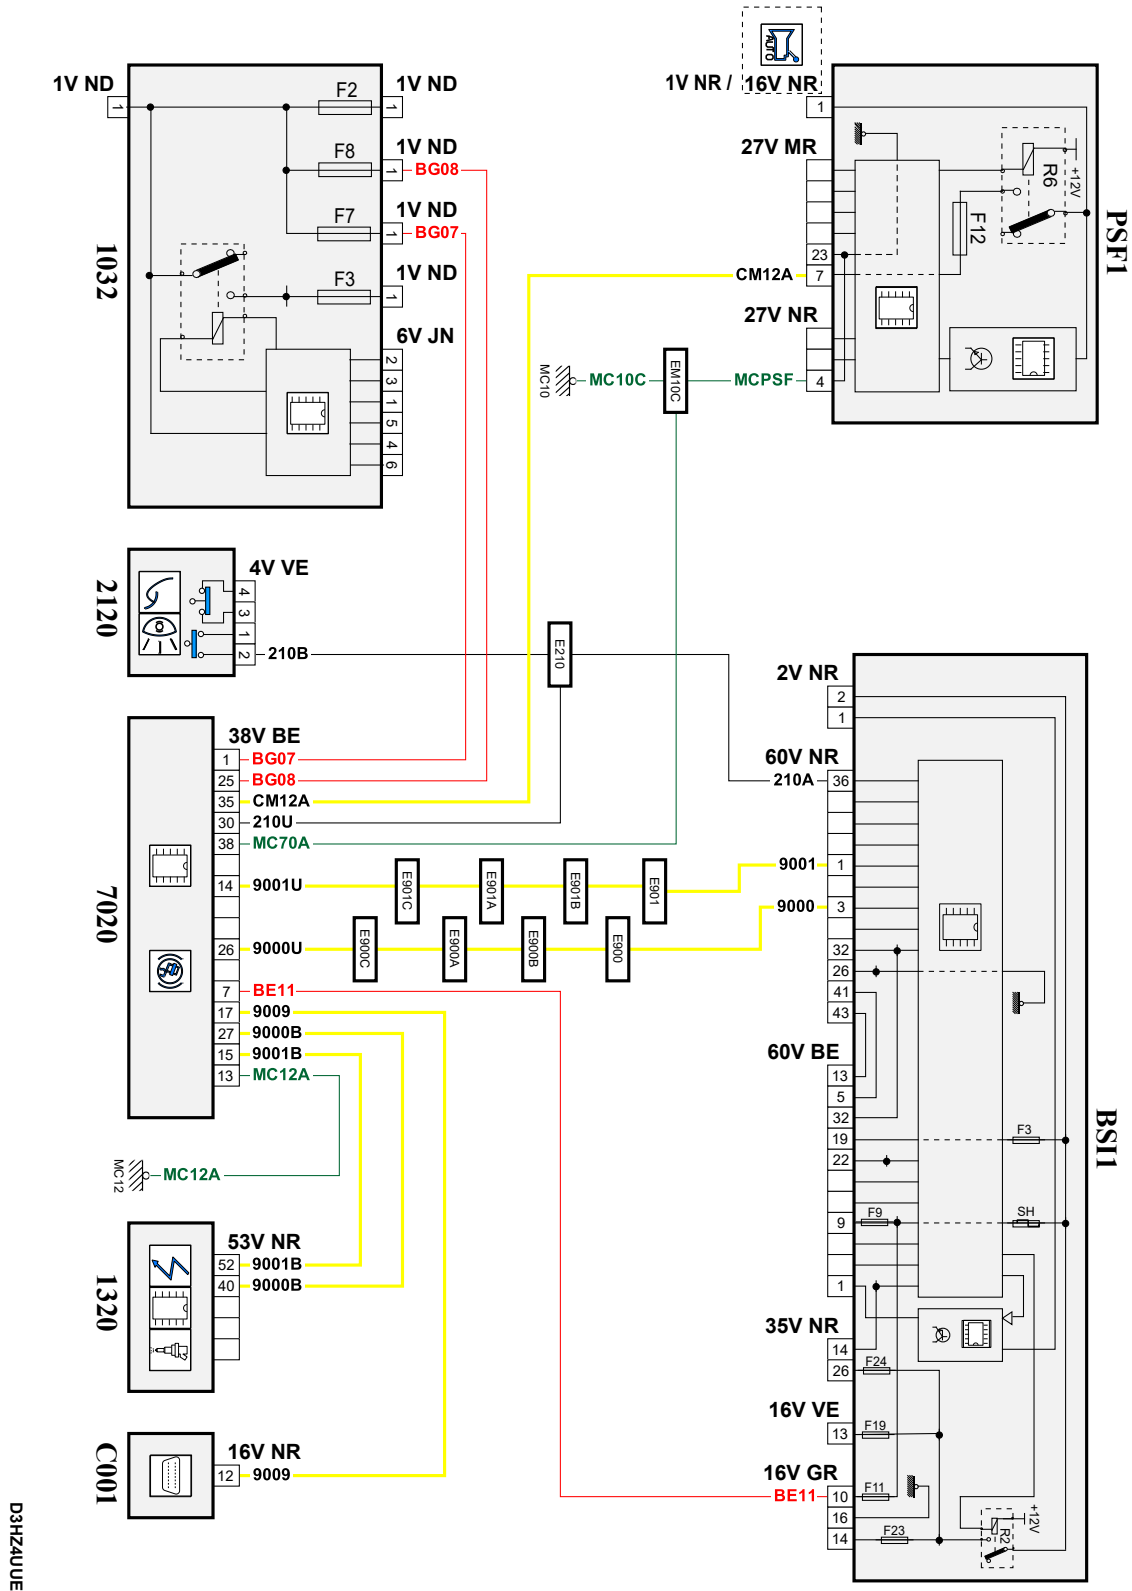 AUTO
1V NR / 16V NR
1
27V MR
23
7
CM12A
27V NR
4
MCPSF
EM10C
MC10C
MC10
+12V
R6
F12
PSF1
1V ND
1
F2
1V ND
1
F8
1V ND
1
BG08
F7
1V ND
1
BG07
F3
1V ND
1
6V JN
2
3
1
5
4
6
1032
4V VE
4
3
1
2
210B
E210
2120
38V BE
1
BG07
25
BG08
35
CM12A
30
210U
38
MC70A
14
9001U
E901C
E901A
E901B
E901
26
9000U
E900C
E900A
E900B
E900
7
BE11
17
9009
27
9000B
15
9001B
13
MC12A
7020
MC12
MC12A
53V NR
52
9001B
40
9000B
1320
16V NR
12
9009
C001
2V NR
2
1
60V NR
210A
36
9001
1
9000
3
32
26
41
43
60V BE
13
5
32
19
F3
22
9
F9
SH
1
35V NR
14
26
F24
16V VE
13
F19
16V GR
BE11
10
F11
16
14
F23
+12V
R2
BSI1
D3HZ4UUE